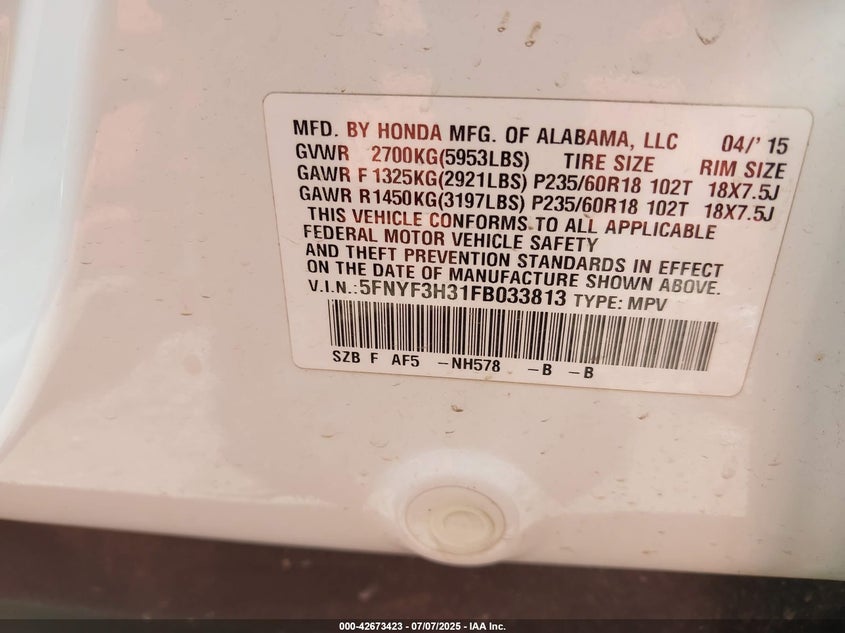 MFD. BY HONDA MFG. OF ALABAMA, LLC 04/' 15
GVWR 2700KG(5953LBS) TIRE SIZE RIM SIZE
GAWR F 1325KG(2921LBS) P235/60R18 102T 18X7.5J
GAWR R1450KG(3197LBS) P235/60R18 102T 18X7.5J
THIS VEHICLE CONFORMS TO ALL APPLICABLE
FEDERAL MOTOR VEHICLE SAFETY
AND THEFT PREVENTION STANDARDS IN EFFECT
ON THE DATE OF MANUFACTURE SHOWN ABOVE.
V.I.N.:5FNYF3H31FB033813 TYPE: MPV
SZB F AF5 -NH578 -B -B
000-42673423 - 07/07/2025 - IAA Inc.